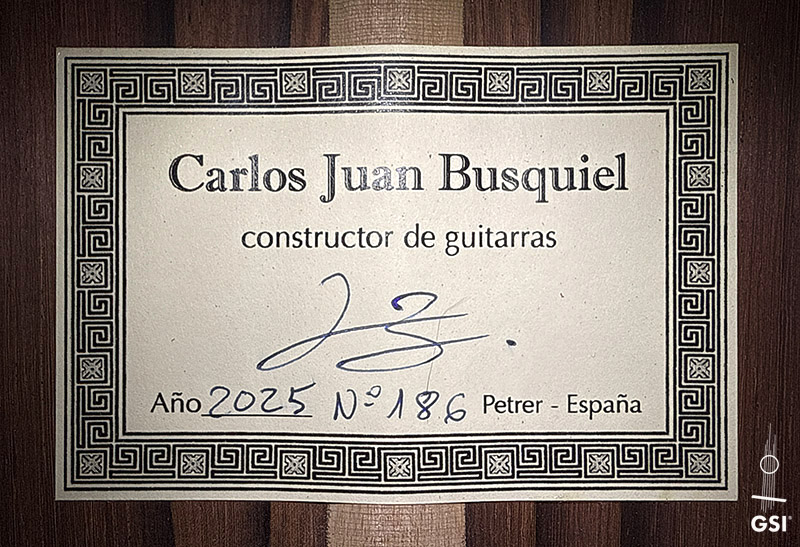 Carlos Juan Busquiel
constructor de guitarras
Año 2025 Nº 186 Petrer - España
GSI